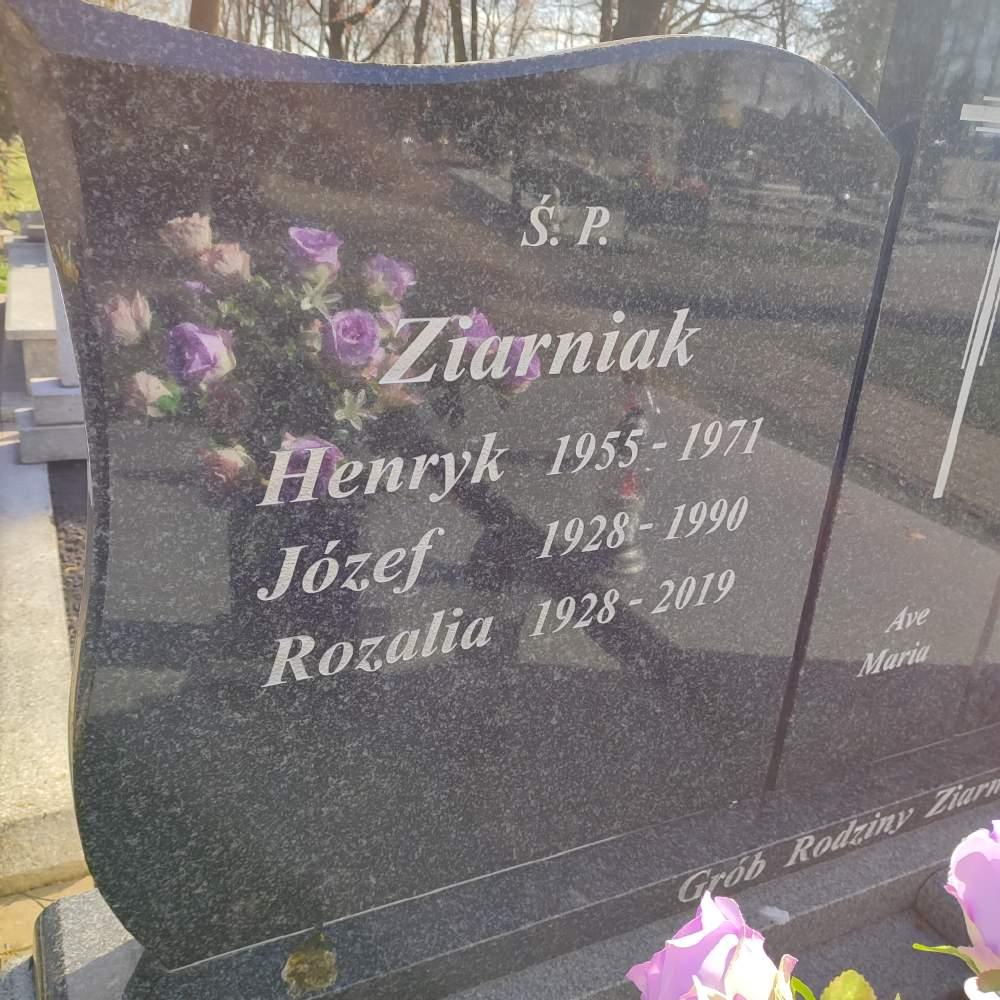 Ś. P.
Ziarniak
Henryk 1955 - 1971
Józef 1928 - 1990
Rozalia 1928 - 2019
Ave
Maria
Grób Rodziny